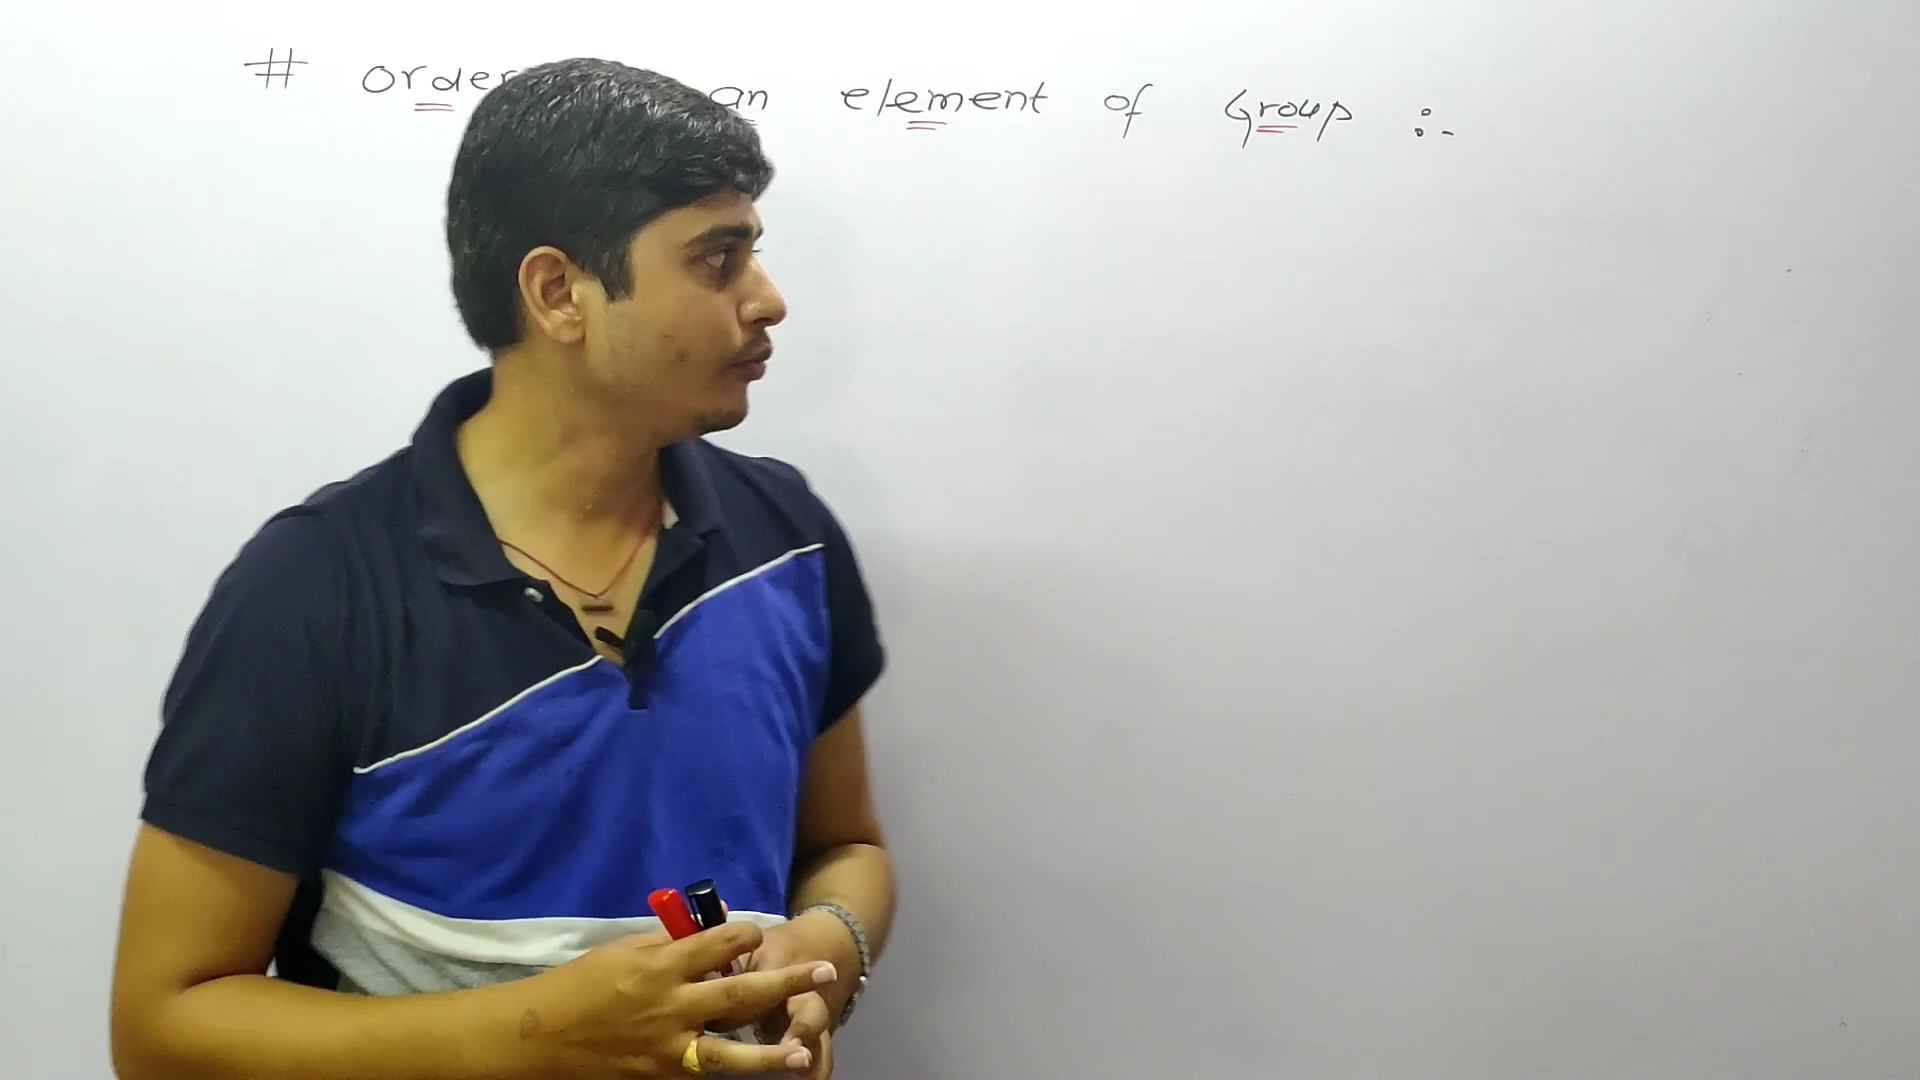 # order an element of Group :-